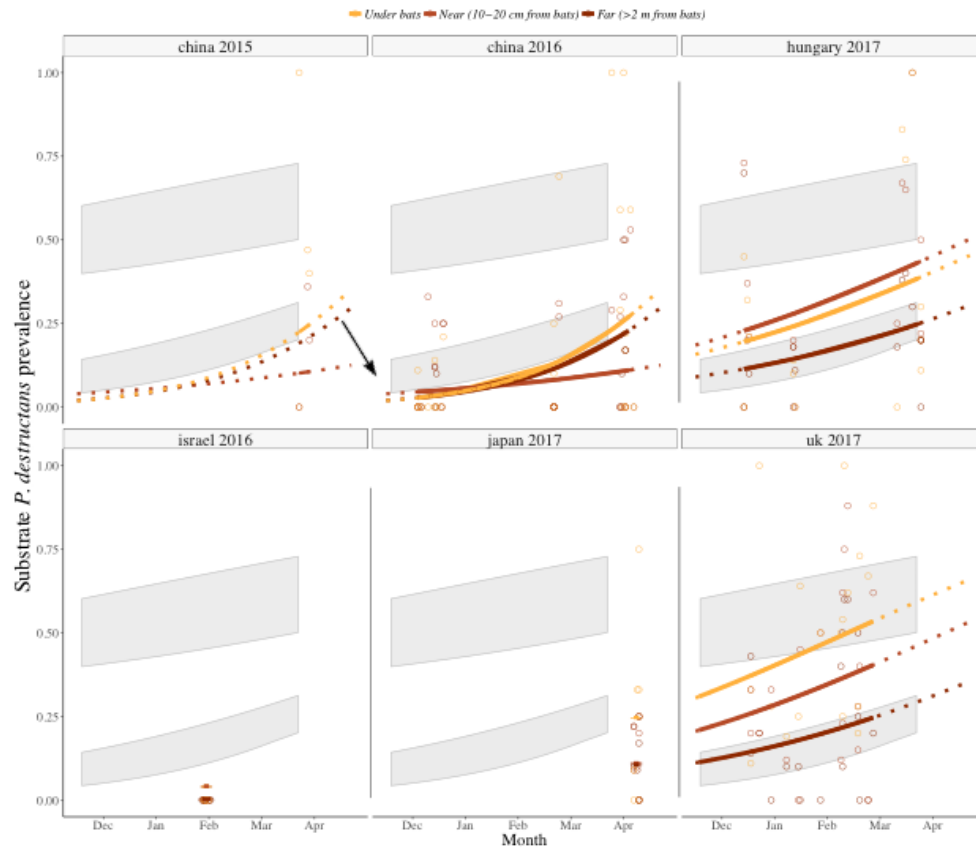 Under bats Near (10−20 cm from bats) Far (>2 m from bats)
china 2015 china 2016 hungary 2017
1.00
0.75
0.50
0.25
0.00
israel 2016 japan 2017 uk 2017
1.00
0.75
0.50
0.25
0.00
Substrate P. destructans prevalence
Dec Jan Feb Mar Apr Dec Jan Feb Mar Apr Dec Jan Feb Mar Apr
Month